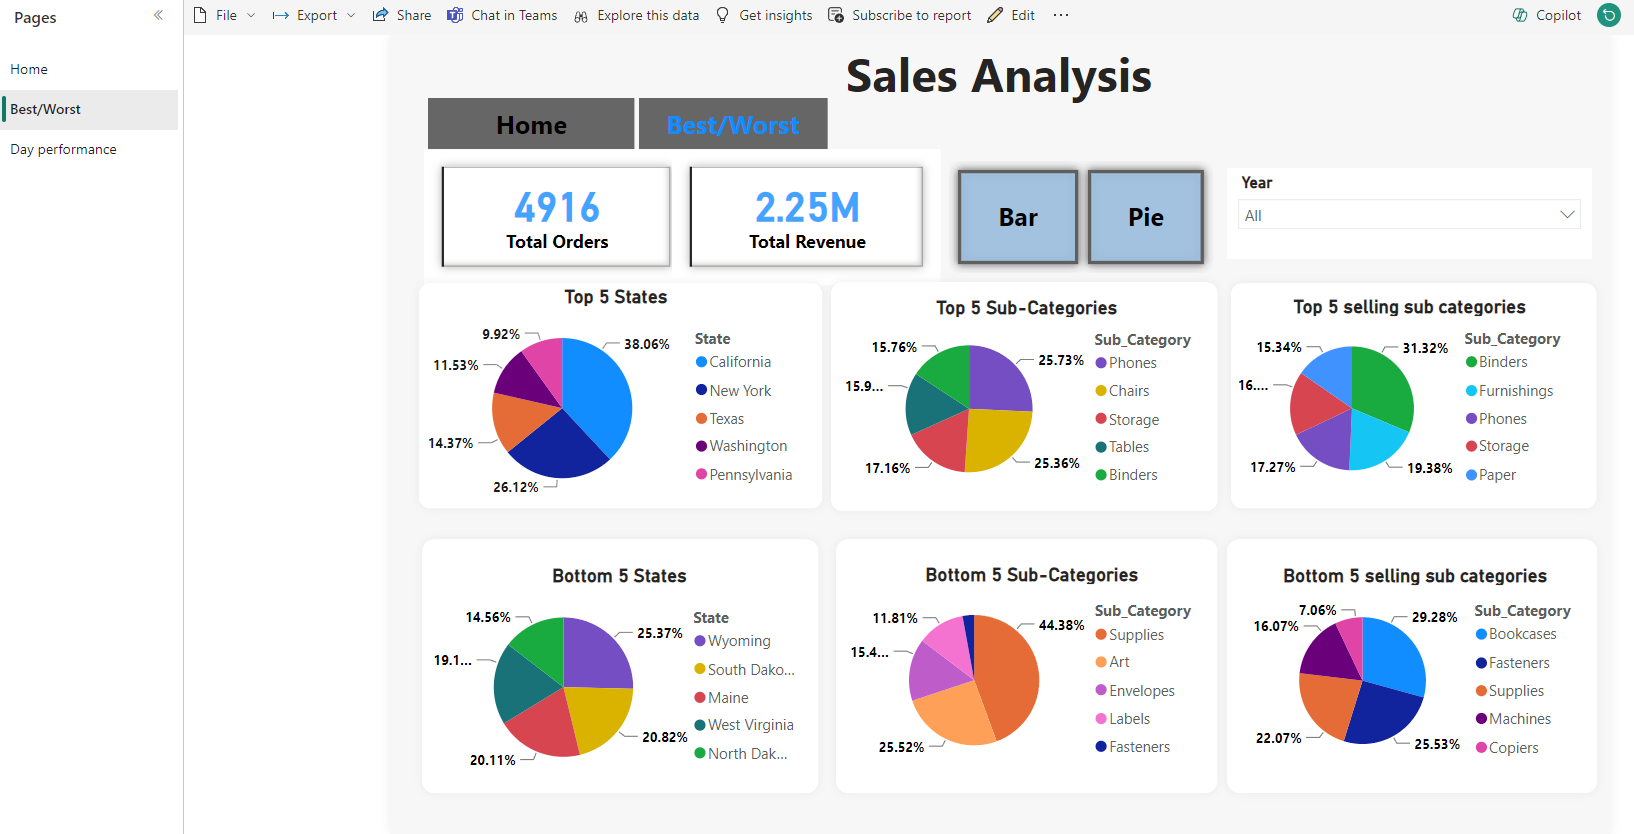 Pages
File
Export
Share
Chat in Teams
Explore this data
Get insights
Subscribe to report
Edit
Copilot
Home
Best/Worst
Day performance
Sales Analysis
Home
Best/Worst
4916
Total Orders
2.25M
Total Revenue
Bar
Pie
Year
All
Top 5 States
9.92%
38.06%
11.53%
14.37%
26.12%
State
California
New York
Texas
Washington
Pennsylvania
Top 5 Sub-Categories
15.76%
25.73%
15.9...
17.16%
25.36%
Sub_Category
Phones
Chairs
Storage
Tables
Binders
Top 5 selling sub categories
15.34%
31.32%
16....
17.27%
19.38%
Sub_Category
Binders
Furnishings
Phones
Storage
Paper
Bottom 5 States
14.56%
25.37%
19.1...
20.82%
20.11%
State
Wyoming
South Dako...
Maine
West Virginia
North Dak...
Bottom 5 Sub-Categories
11.81%
44.38%
15.4...
25.52%
Sub_Category
Supplies
Art
Envelopes
Labels
Fasteners
Bottom 5 selling sub categories
7.06%
29.28%
16.07%
22.07%
25.53%
Sub_Category
Bookcases
Fasteners
Supplies
Machines
Copiers